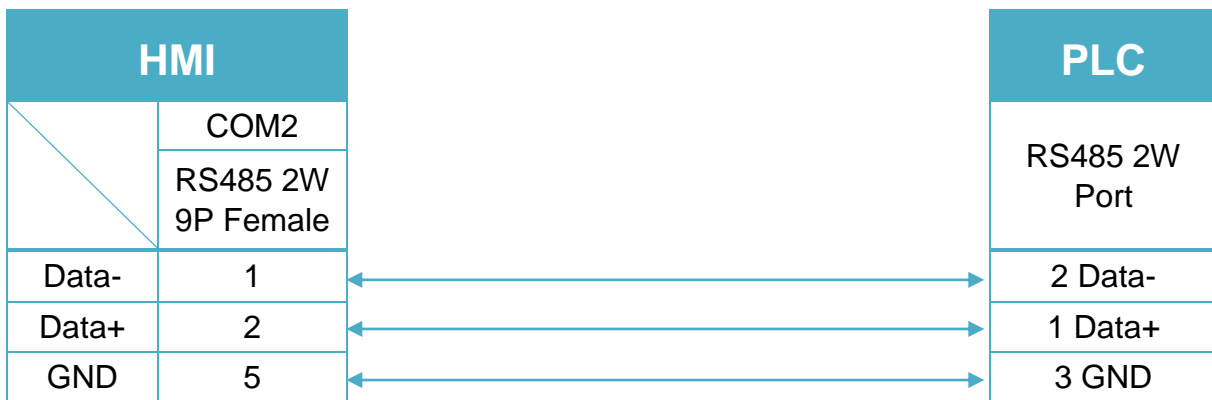 HMI
PLC
COM2
RS485 2W
9P Female
RS485 2W
Port
Data- 1 2 Data-
Data+ 2 1 Data+
GND 5 3 GND